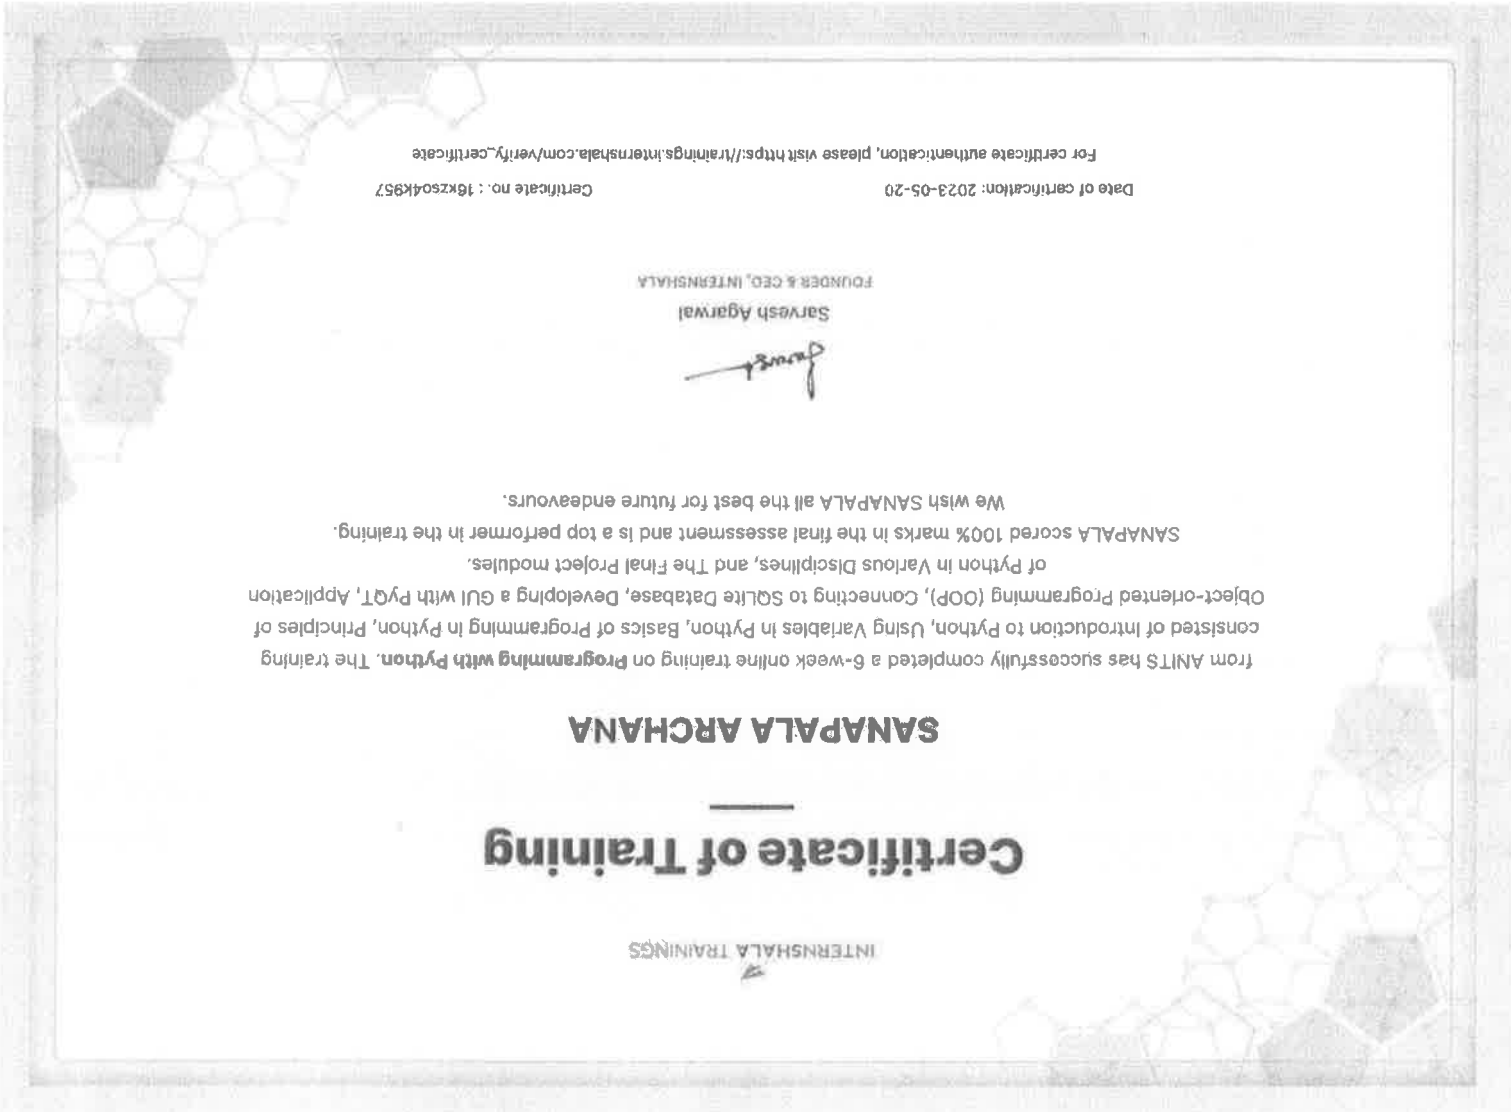 INTERNSHALA TRAININGS
Certificate of Training
SANAPALA ARCHANA
from ANITS has successfully completed a 6-week online training on Programming with Python. The training
consisted of Introduction to Python, Using Variables in Python, Basics of Programming in Python, Principles of
Object-oriented Programming (OOP), Connecting to SQLite Database, Developing a GUI with PyQT, Application
of Python in Various Disciplines, and The Final Project modules.
SANAPALA scored 100% marks in the final assessment and is a top performer in the training.
We wish SANAPALA all the best for future endeavours.
Sarvesh Agarwal
FOUNDER & CEO, INTERNSHALA
Date of certification: 2023-05-20 Certificate no. : 16kzso4k957
For certificate authentication, please visit https://trainings.internshala.com/verify_certificate